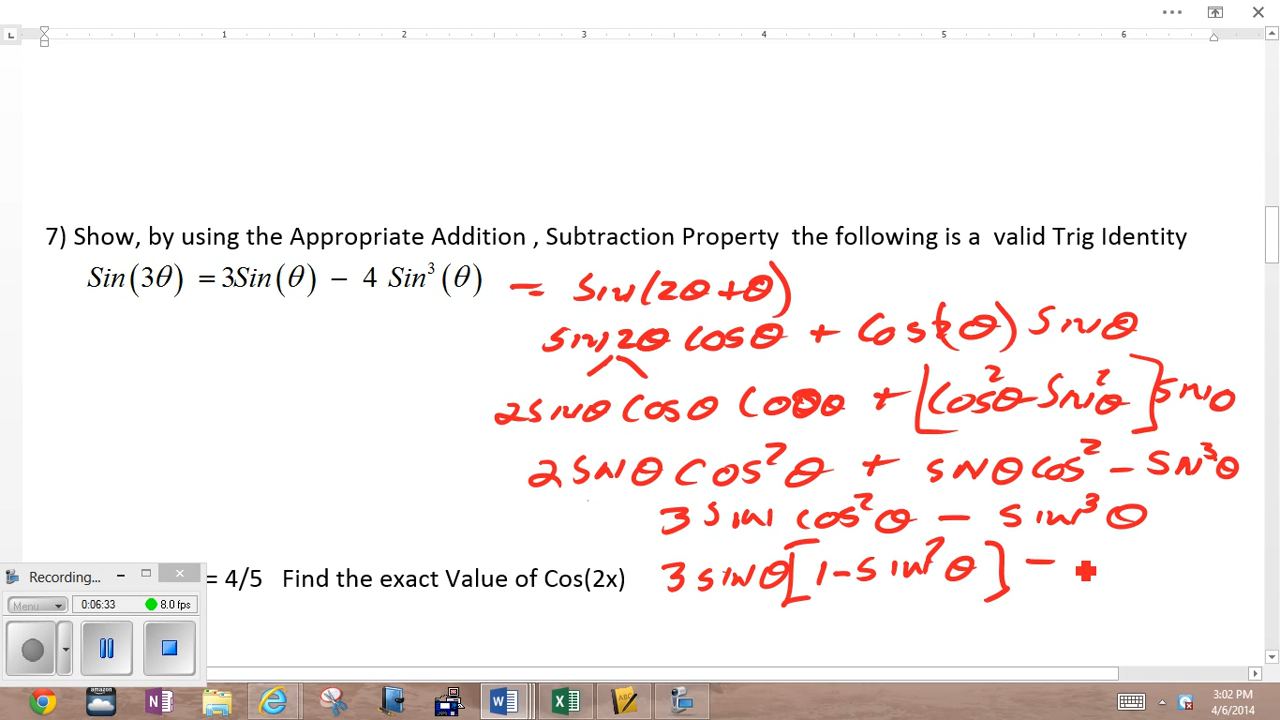 1 2 3 4 5 6
7) Show, by using the Appropriate Addition , Subtraction Property the following is a valid Trig Identity
Sin(3θ) = 3Sin(θ) − 4 Sin³(θ) = sin(2θ+θ)
sin2θ cosθ + cos(2θ) sinθ
2sinθ cosθ cosθ + [cos²θ - sin²θ] sinθ
2 sinθ cos²θ + sinθ cos² - sin³θ
3 sin cos²θ - sin³θ
3 sinθ [1 - sin²θ] -
= 4/5 Find the exact Value of Cos(2x)
Recording...
Menu 0:06:33 8.0 fps
amazon
3:02 PM
4/6/2014